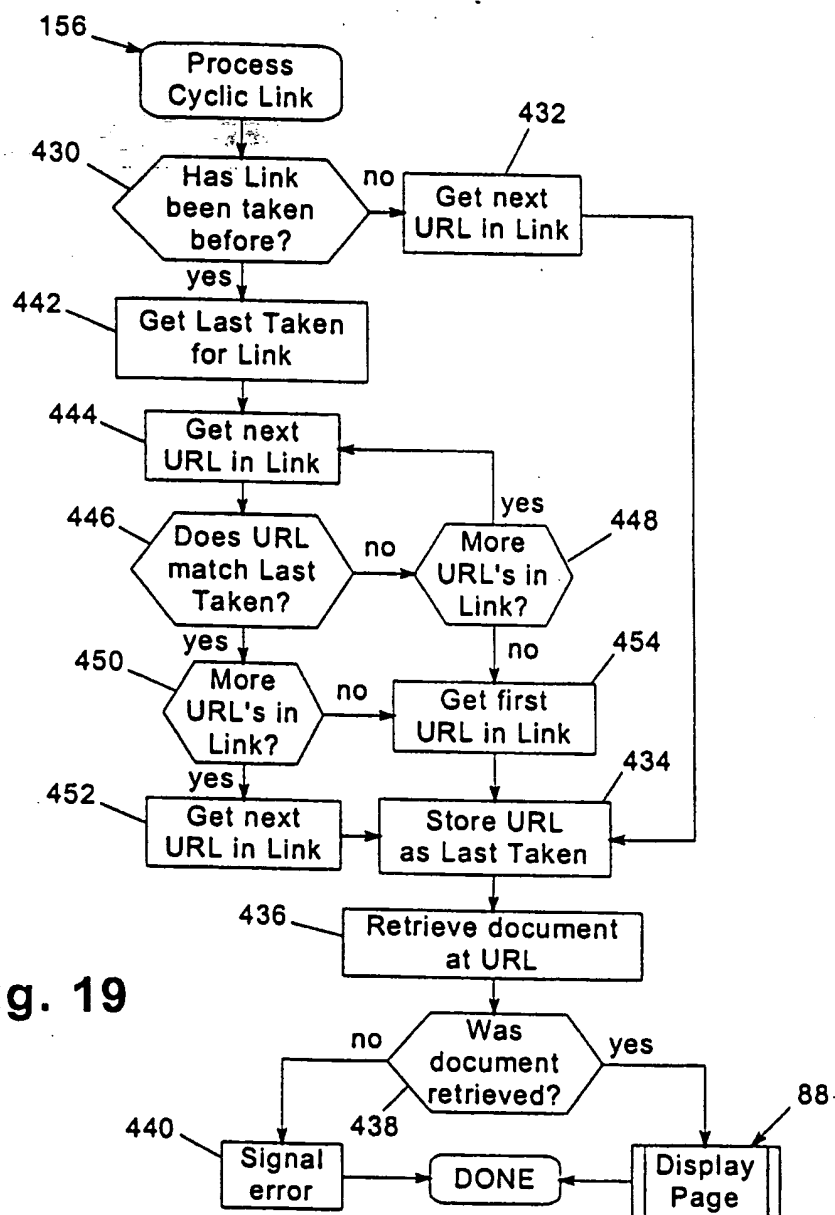 156
Process
Cyclic Link
430
Has Link
been taken
before?
no
432
Get next
URL in Link
yes
442
Get Last Taken
for Link
444
Get next
URL in Link
446
Does URL
match Last
Taken?
no
yes
448
More
URL's in
Link?
yes
no
450
More
URL's in
Link?
no
454
Get first
URL in Link
yes
452
Get next
URL in Link
434
Store URL
as Last Taken
436
Retrieve document
at URL
g. 19
no
Was
document
retrieved?
yes
438
440
Signal
error
DONE
88
Display
Page